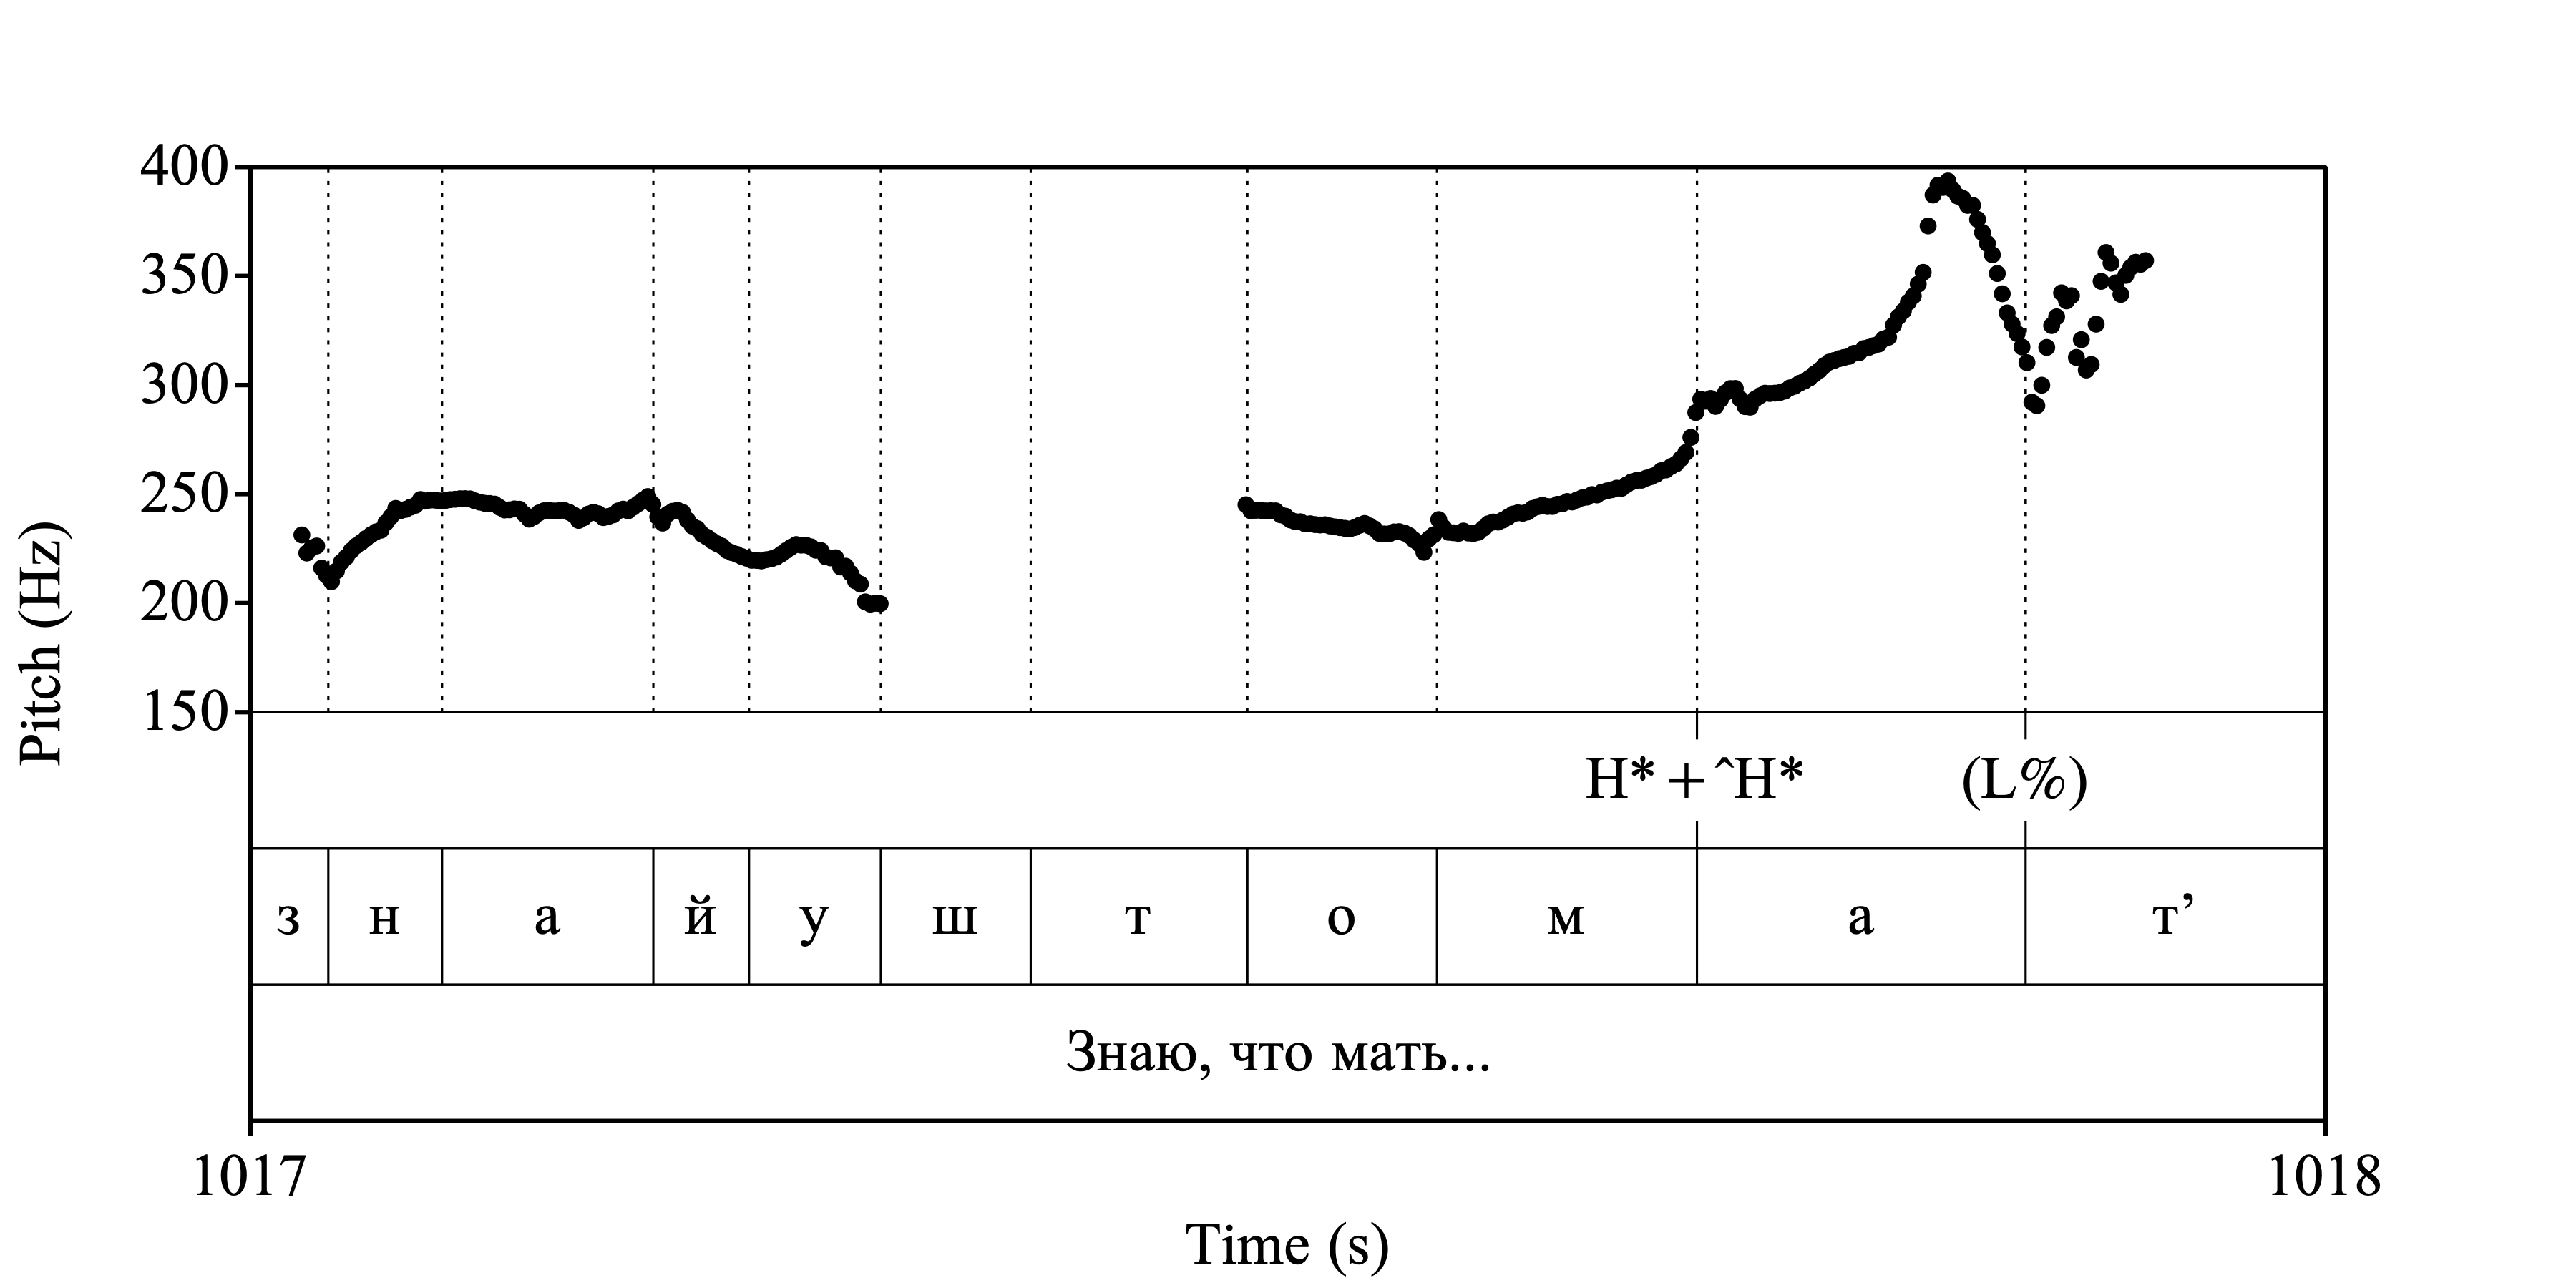 400
350
300
250
200
150
Pitch (Hz)
H* + ˆH* (L%)
з н а й у ш т о м а т’
Знаю, что мать...
1017 1018
Time (s)